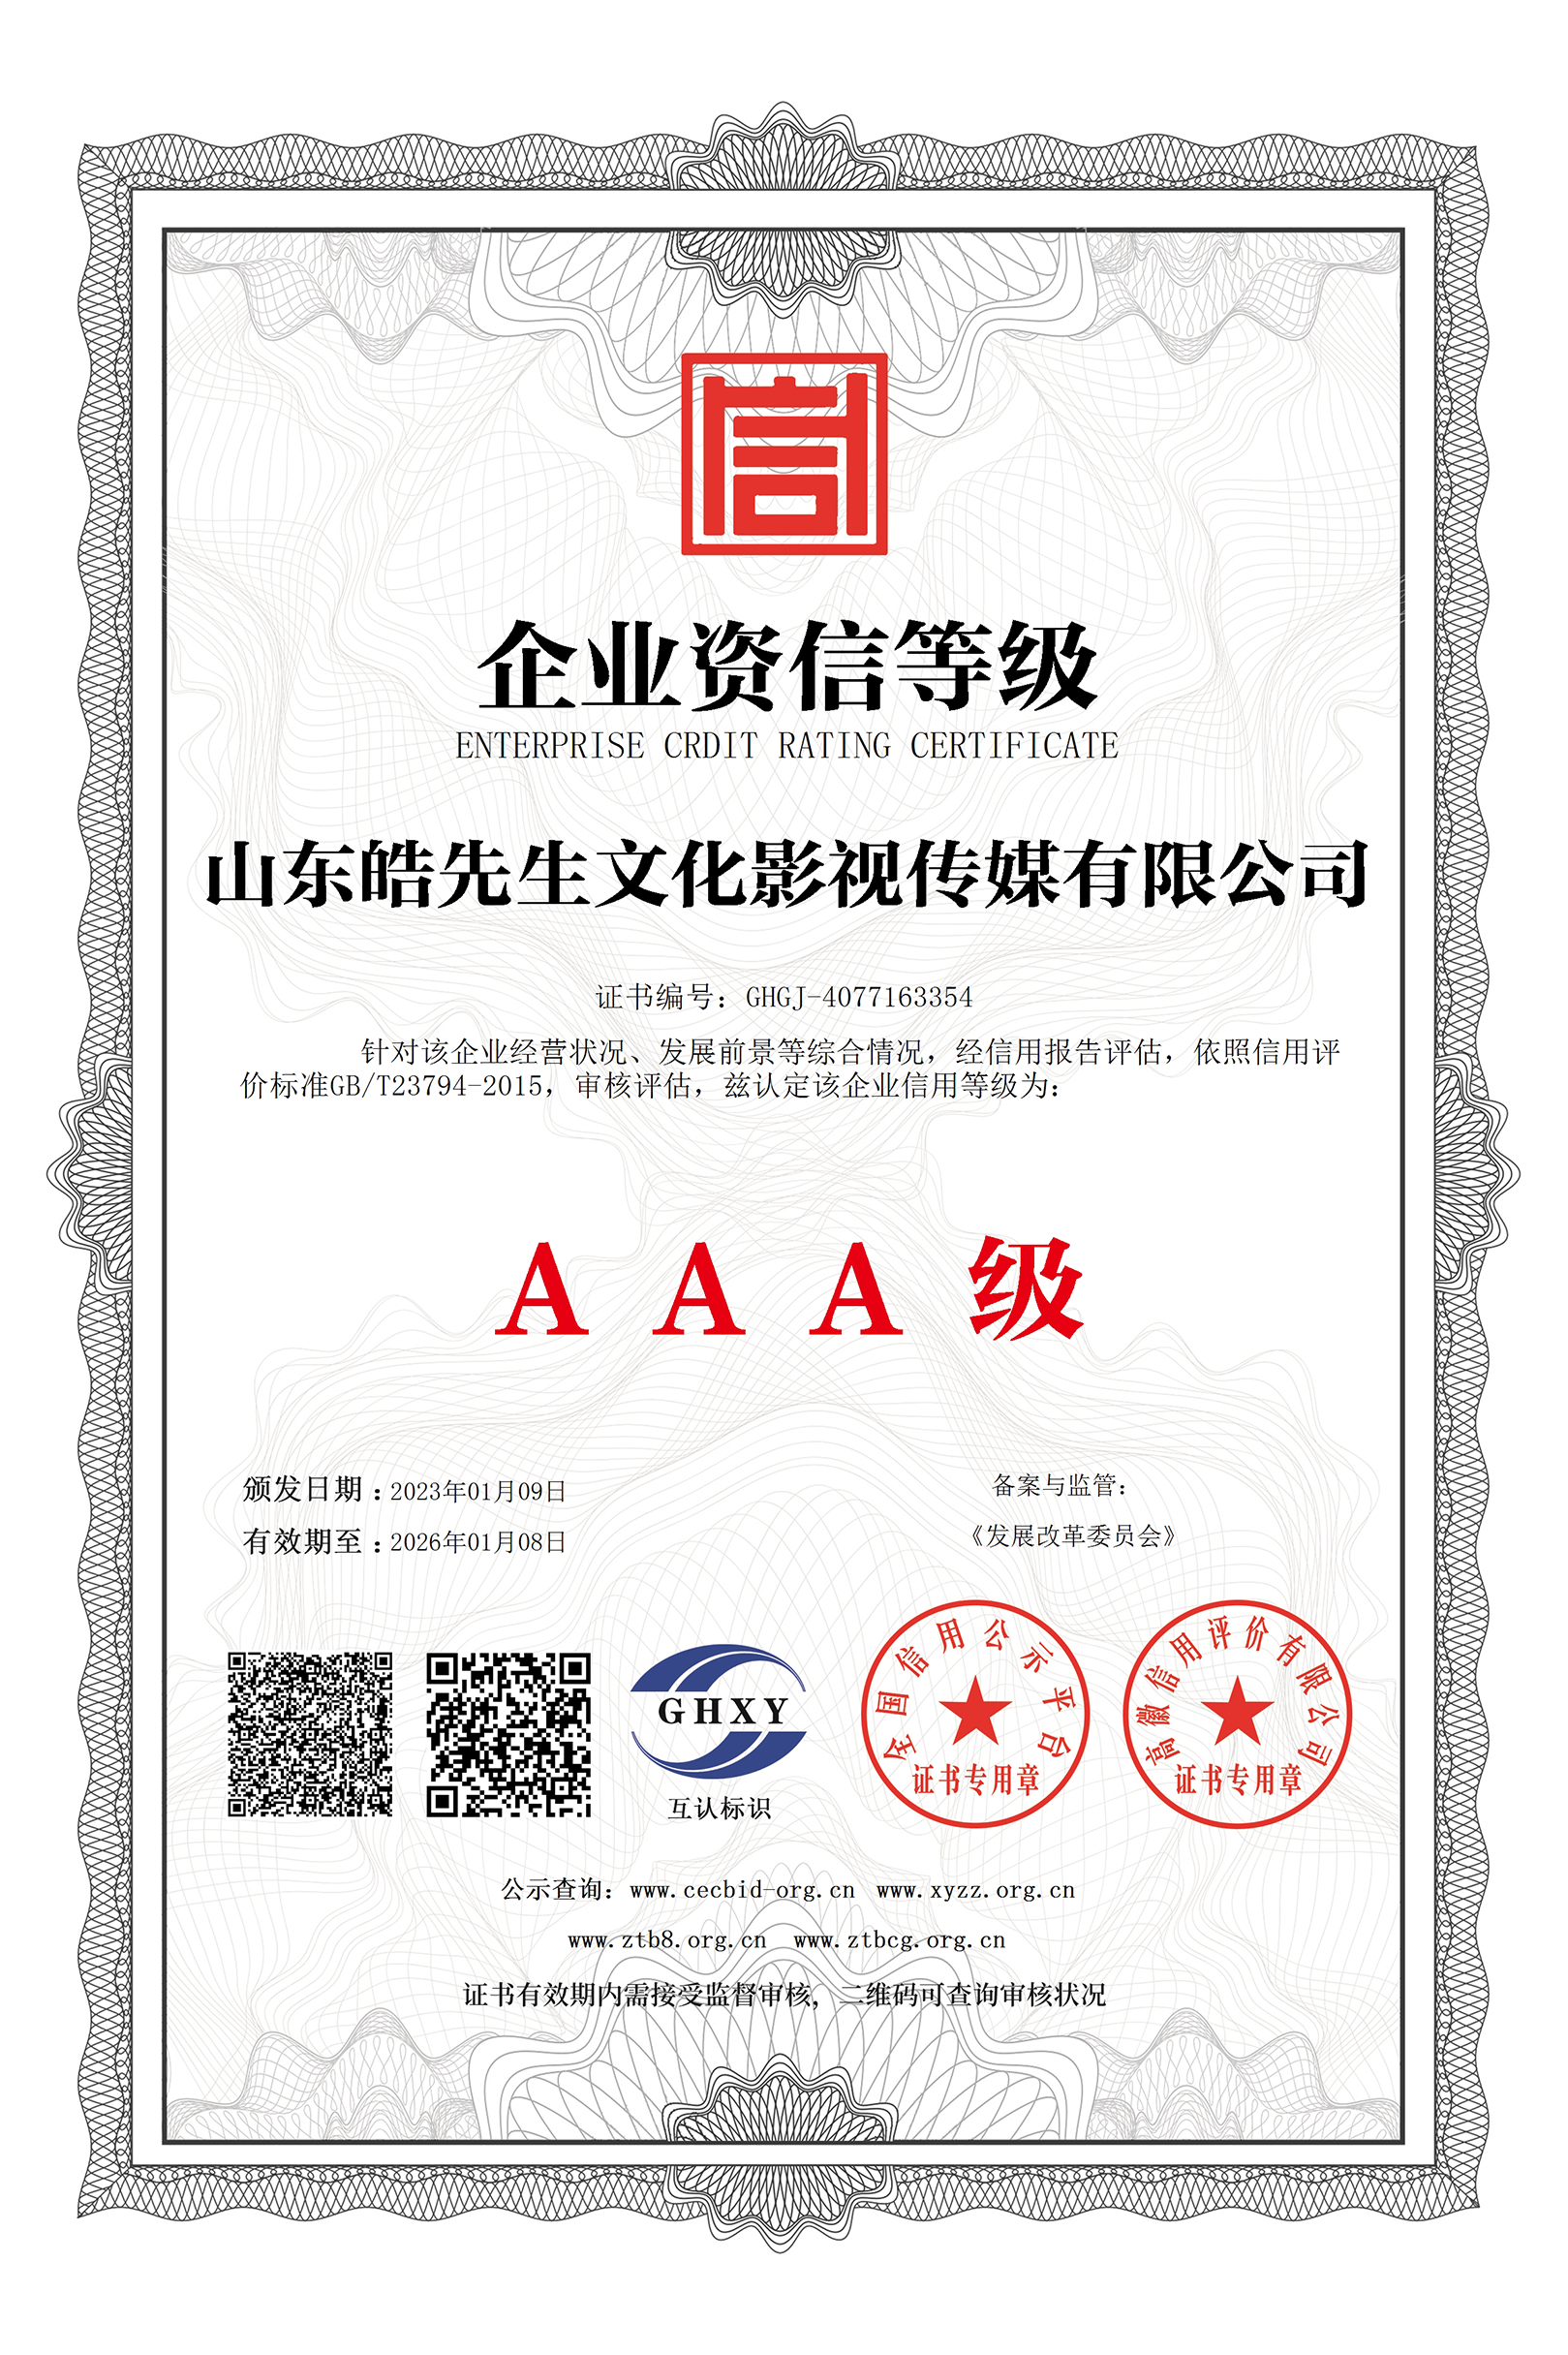 信
企业资信等级
ENTERPRISE CRDIT RATING CERTIFICATE
山东皓先生文化影视传媒有限公司
证书编号：GHGJ-4077163354
针对该企业经营状况、发展前景等综合情况，经信用报告评估，依照信用评
价标准GB/T23794-2015，审核评估，兹认定该企业信用等级为：
AAA级
颁发日期：2023年01月09日
有效期至：2026年01月08日
备案与监管：
《发展改革委员会》
GHXY
互认标识
全国信用公示平台
证书专用章
高徽信用评价有限公司
证书专用章
公示查询：www.cecbid-org.cn www.xyzz.org.cn
www.ztb8.org.cn www.ztbcg.org.cn
证书有效期内需接受监督审核，二维码可查询审核状况